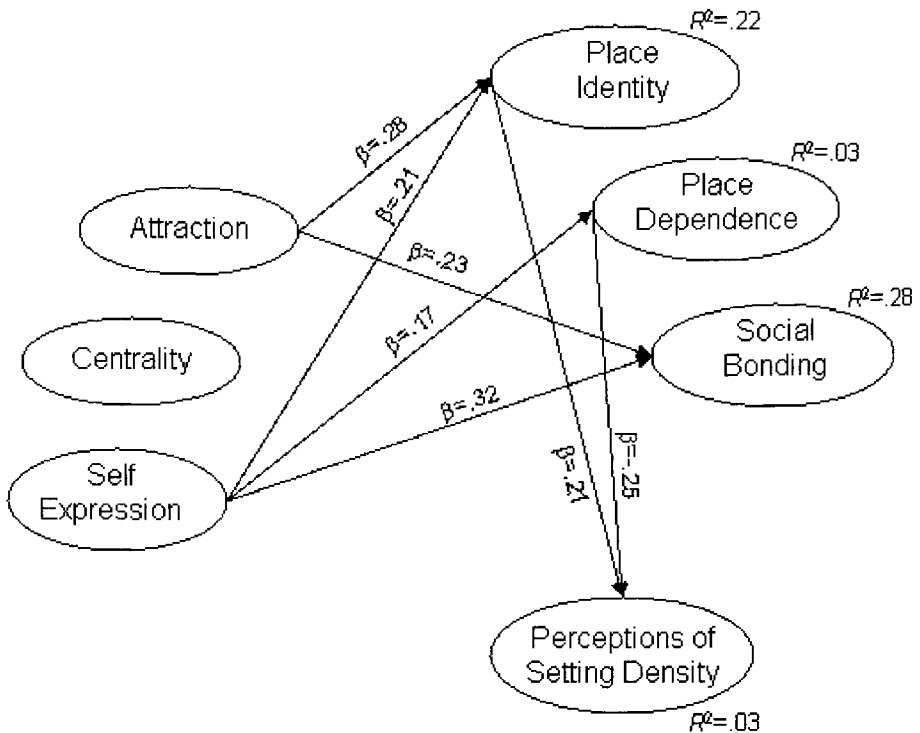 R²=.22
Place
Identity
β=.28
β=.21
R²=.03
Place
Dependence
Attraction
β=.23
R²=.28
Social
Bonding
β=.17
Centrality
β=.32
Self
Expression
β=.21
β=-.25
Perceptions of
Setting Density
R²=.03